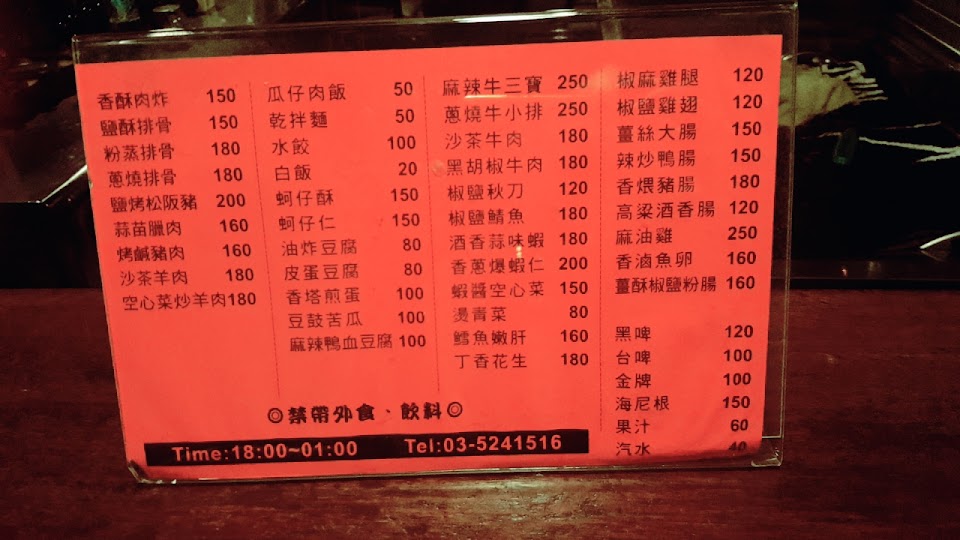 香酥肉炸 150
鹽酥排骨 150
粉蒸排骨 180
蔥燒排骨 180
鹽烤松阪豬 200
蒜苗臘肉 160
烤鹹豬肉 160
沙茶羊肉 180
空心菜炒羊肉 180
瓜仔肉飯 50
乾拌麵 50
水餃 100
白飯 20
蚵仔酥 150
蚵仔仁 150
油炸豆腐 80
皮蛋豆腐 80
香塔煎蛋 100
豆鼓苦瓜 100
麻辣鴨血豆腐 100
麻辣牛三寶 250
蔥燒牛小排 250
沙茶牛肉 180
黑胡椒牛肉 180
椒鹽秋刀 120
椒鹽鯖魚 180
酒香蒜味蝦 180
香蔥爆蝦仁 200
蝦醬空心菜 150
燙青菜 80
鱈魚嫩肝 160
丁香花生 180
椒麻雞腿 120
椒鹽雞翅 120
薑絲大腸 150
辣炒鴨腸 150
香煨豬腸 180
高粱酒香腸 120
麻油雞 250
香滷魚卵 160
薑酥椒鹽粉腸 160
黑啤 120
台啤 100
金牌 100
海尼根 150
果汁 60
汽水 40
◎禁帶外食、飲料◎
Time:18:00~01:00 Tel:03-5241516